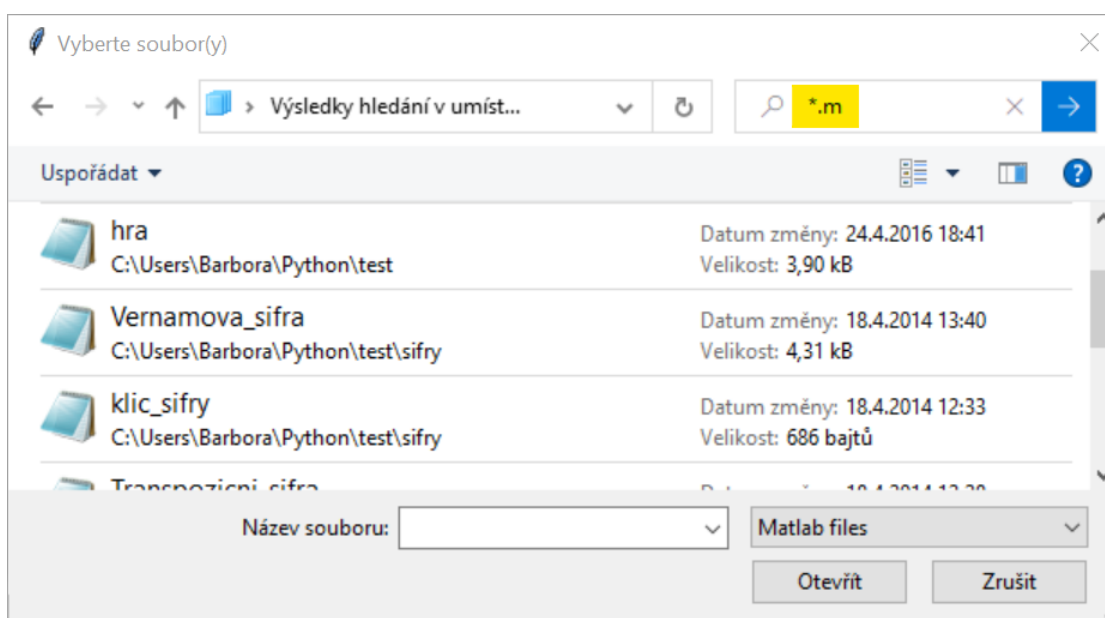 Vyberte soubor(y)
Výsledky hledání v umíst...
*.m
Uspořádat
hra
Datum změny: 24.4.2016 18:41
C:\Users\Barbora\Python\test
Velikost: 3,90 kB
Vernamova_sifra
Datum změny: 18.4.2014 13:40
C:\Users\Barbora\Python\test\sifry
Velikost: 4,31 kB
klic_sifry
Datum změny: 18.4.2014 12:33
C:\Users\Barbora\Python\test\sifry
Velikost: 686 bajtů
Transpozicni_sifra
Název souboru:
Matlab files
Otevřít
Zrušit